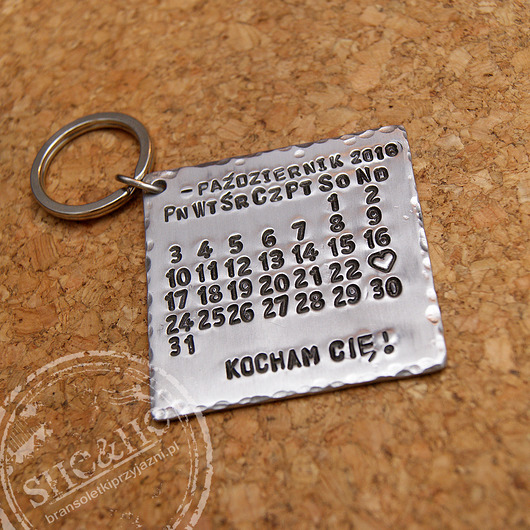 - PAŹDZIERNIK 2016
PN WT ŚR CZ PT SO ND
1 2
3 4 5 6 7 8 9
10 11 12 13 14 15 16
17 18 19 20 21 22 ♡
24 25 26 27 28 29 30
31
KOCHAM CIĘ!
bransoletkiprzyjazni.pl